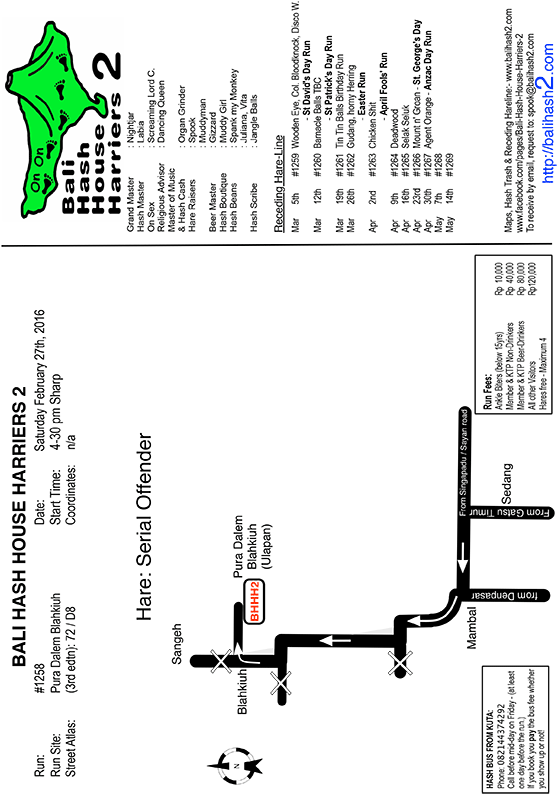 BALI HASH HOUSE HARRIERS 2
Run: #1258
Run Site: Pura Dalem Blahkiuh
Street Atlas: (3rd edtn): 72 / D8
Date: Saturday February 27th, 2016
Start Time: 4-30 pm Sharp
Coordinates: n/a
Hare: Serial Offender
Sangeh
Blahkiuh
Pura Dalem
Blahkiuh
(Ulapan)
BHHH2
N
Mambal
from Denpasar
From Gatsu Timur
Sedang
From Singapadu / Sayan road
HASH BUS FROM KUTA:
Phone: 082144374292
Call before mid-day on Friday - (at least
one day before the run.)
If you book you pay the bus fee whether
you show up or not!
Run Fees:
Ankle Biters (below 15yrs) Rp 10,000
Member & KTP Non-Drinkers Rp 40,000
Member & KTP Beer-Drinkers Rp 80,000
All other Visitors Rp120,000
Hares free - Maximum 4
On On
Bali
Hash
House
Harriers 2
Grand Master : Nightjar
Hash Master : Labia
On Sex : Screaming Lord C.
Religious Advisor : Dancing Queen
Master of Music
& Hash Cash : Organ Grinder
Hare Raisers : Spook
: Muddyman
Beer Master : Gizzard
Hash Boutique : Muddy Girl
Hash Beans : Spank my Monkey
: Juliana, Vita
Hash Scribe : Jangle Balls
Receding Hare-Line
Mar 5th #1259 Wooden Eye, Col. Bloodknock, Disco W.
- St David's Day Run
Mar 12th #1260 Barnacle Balls TBC
- St Patrick's Day Run
Mar 19th #1261 Tin Tin Balls Birthday Run
Mar 26th #1262 Gudang, horny Herring
- Easter Run
Apr 2nd #1263 Chicken Shit
- April Fools' Run
Apr 9th #1264 Deadwood
Apr 16th #1265 Selak Seluk
Apr 23rd #1266 Mount n' Groan - St. George's Day
Apr 30th #1267 Agent Orange - Anzac Day Run
May 7th #1268
May 14th #1269
Maps, Hash Trash & Receding Hareline:- www.balihash2.com
www.facebook.com/pages/Bali-Hash-House-Harriers-2
To receive by email, request to: spook@balihash2.com
http://balihash2.com